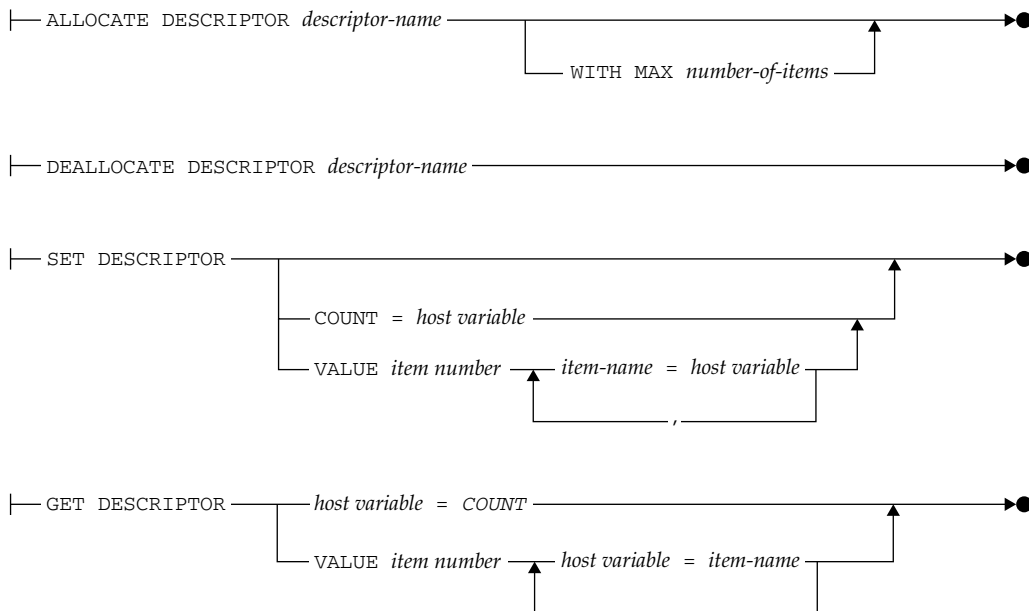 ALLOCATE DESCRIPTOR descriptor-name
WITH MAX number-of-items
DEALLOCATE DESCRIPTOR descriptor-name
SET DESCRIPTOR
COUNT = host variable
VALUE item number item-name = host variable
,
GET DESCRIPTOR host variable = COUNT
VALUE item number host variable = item-name